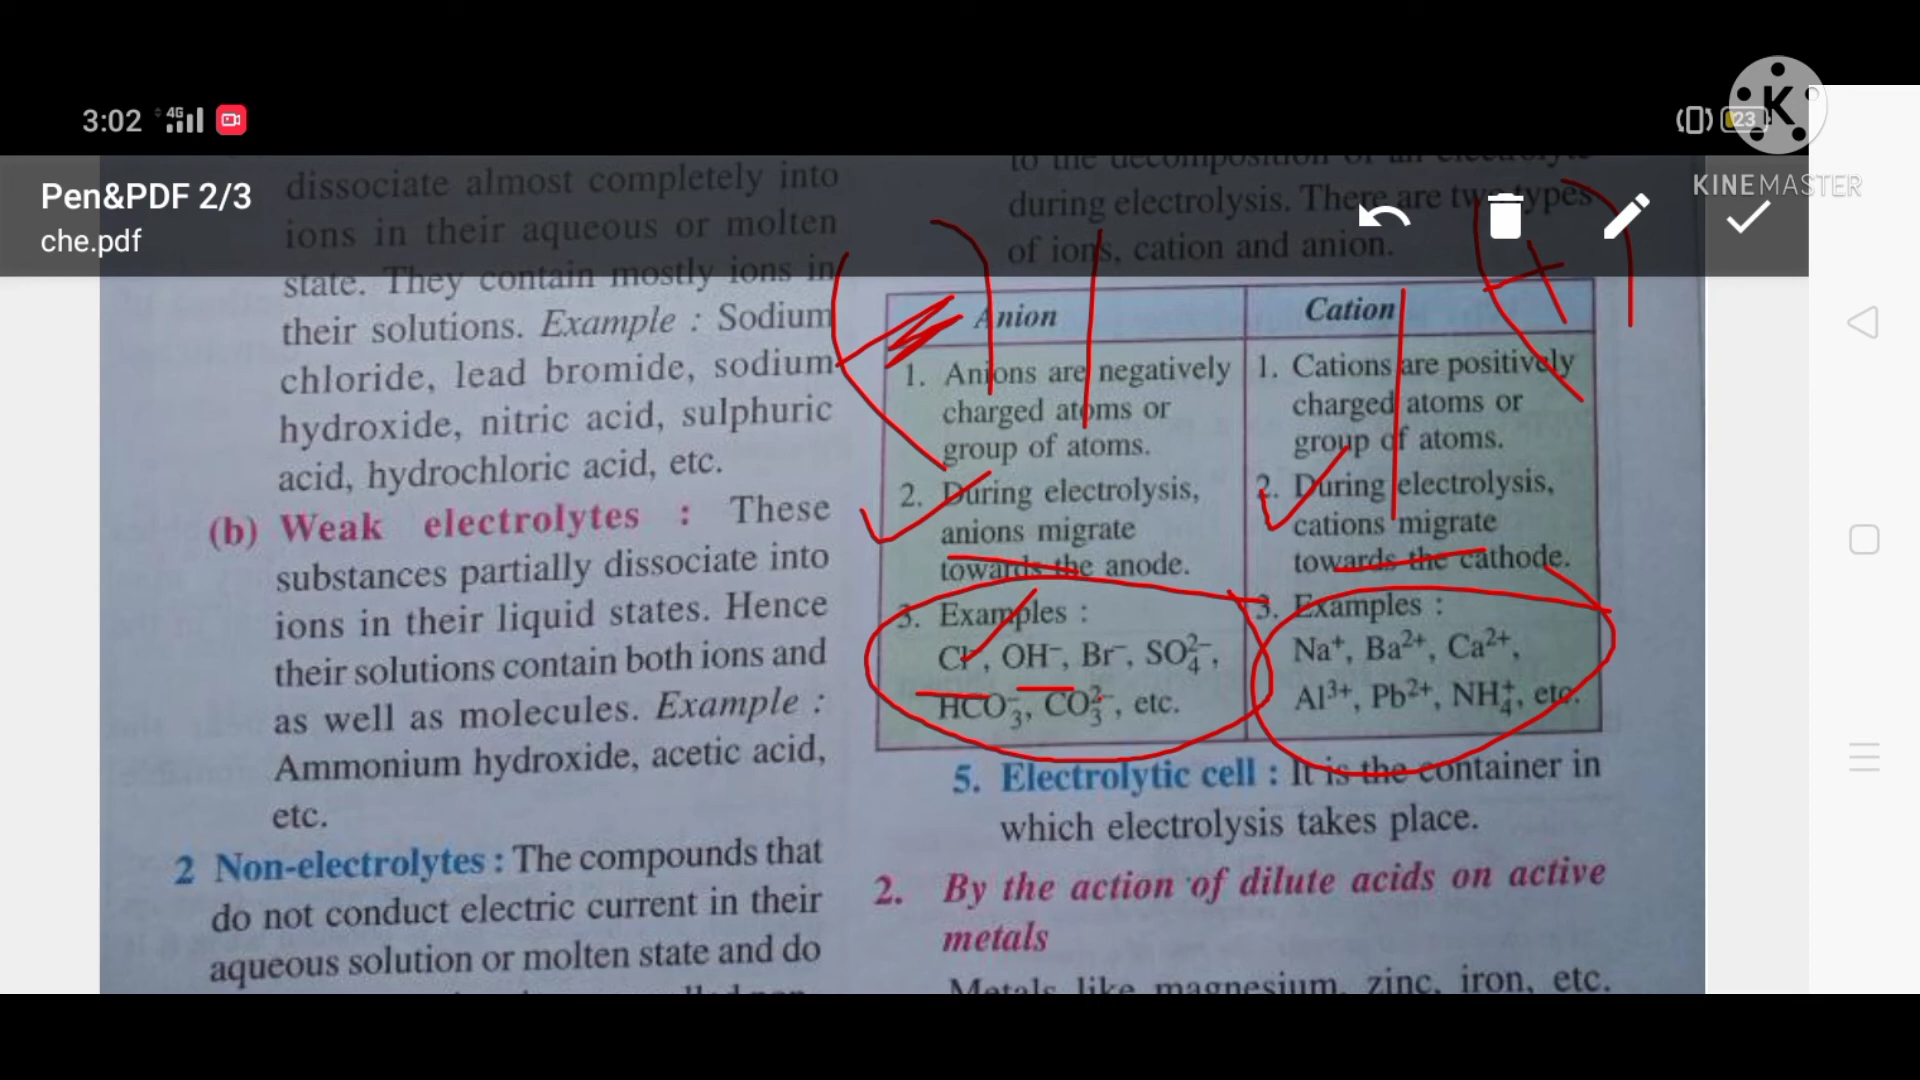 3:02 4G 23
K
KINEMASTER
Pen&PDF 2/3
che.pdf
dissociate almost completely into
ions in their aqueous or molten
state. They contain mostly ions in
their solutions. Example : Sodium
chloride, lead bromide, sodium
hydroxide, nitric acid, sulphuric
acid, hydrochloric acid, etc.
(b) Weak electrolytes : These
substances partially dissociate into
ions in their liquid states. Hence
their solutions contain both ions and
as well as molecules. Example :
Ammonium hydroxide, acetic acid,
etc.
2 Non-electrolytes : The compounds that
do not conduct electric current in their
aqueous solution or molten state and do
to the decomposition of an electrolyte
during electrolysis. There are two types
of ions, cation and anion.
Anion
1. Anions are negatively
charged atoms or
group of atoms.
2. During electrolysis,
anions migrate
towards the anode.
3. Examples :
Cl⁻, OH⁻, Br⁻, SO₄²⁻,
HCO₃⁻, CO₃²⁻, etc.
Cation
1. Cations are positively
charged atoms or
group of atoms.
2. During electrolysis,
cations migrate
towards the cathode.
3. Examples :
Na⁺, Ba²⁺, Ca²⁺,
Al³⁺, Pb²⁺, NH₄⁺, etc.
5. Electrolytic cell : It is the container in
which electrolysis takes place.
2. By the action of dilute acids on active
metals
Metals like magnesium, zinc, iron, etc.